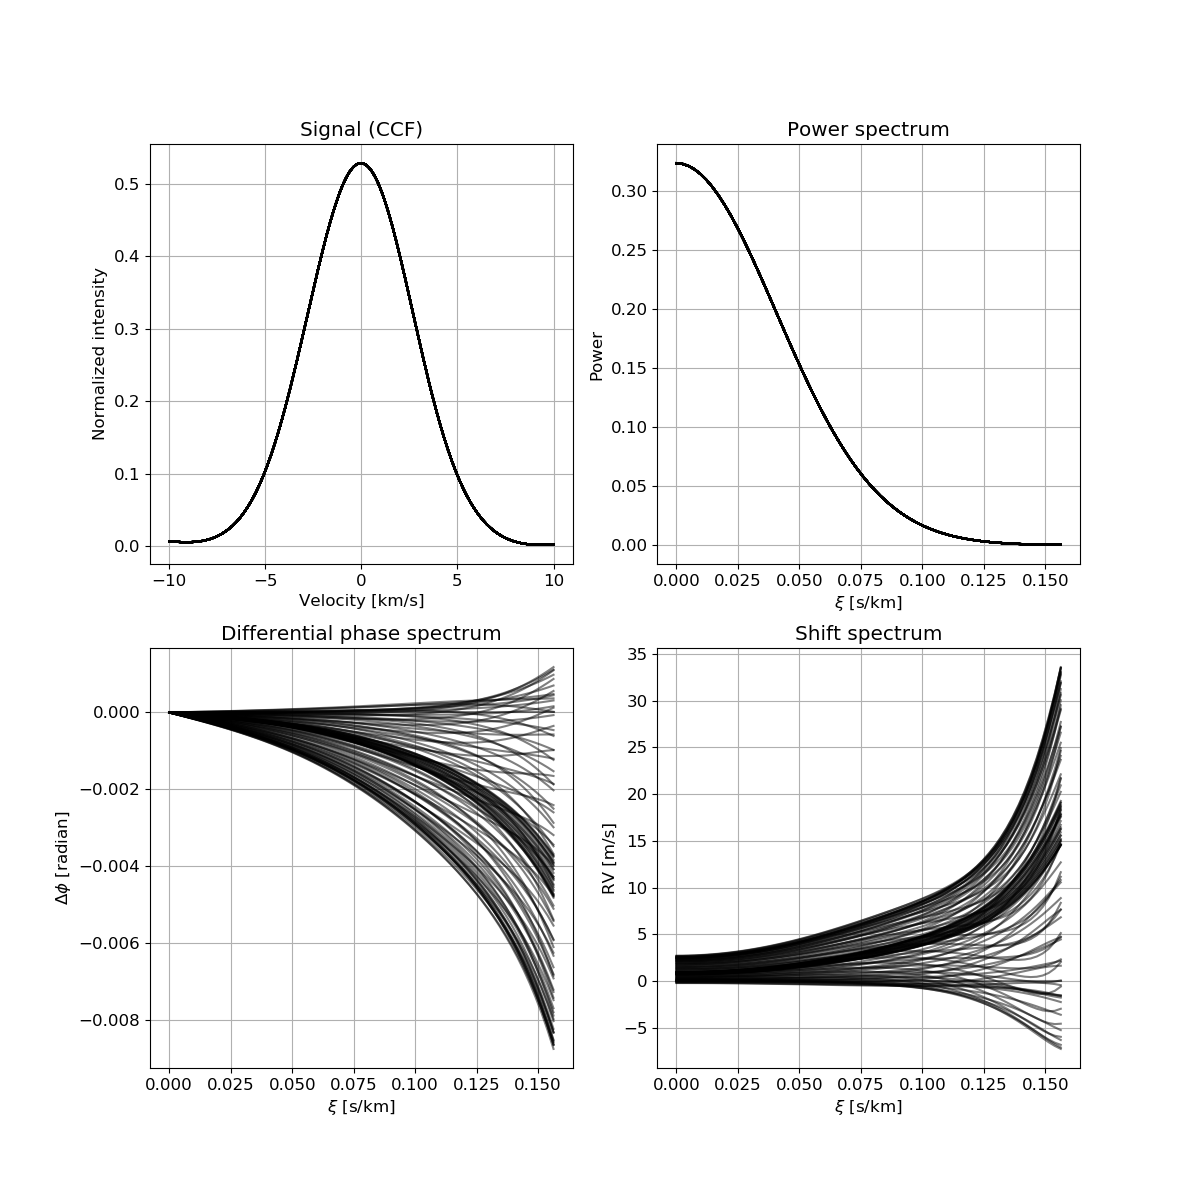 Signal (CCF)
Normalized intensity
0.5
0.4
0.3
0.2
0.1
0.0
−10 −5 0 5 10
Velocity [km/s]
Power spectrum
Power
0.30
0.25
0.20
0.15
0.10
0.05
0.00
0.000 0.025 0.050 0.075 0.100 0.125 0.150
ξ [s/km]
Differential phase spectrum
Δϕ [radian]
0.000
−0.002
−0.004
−0.006
−0.008
0.000 0.025 0.050 0.075 0.100 0.125 0.150
ξ [s/km]
Shift spectrum
RV [m/s]
35
30
25
20
15
10
5
0
−5
0.000 0.025 0.050 0.075 0.100 0.125 0.150
ξ [s/km]